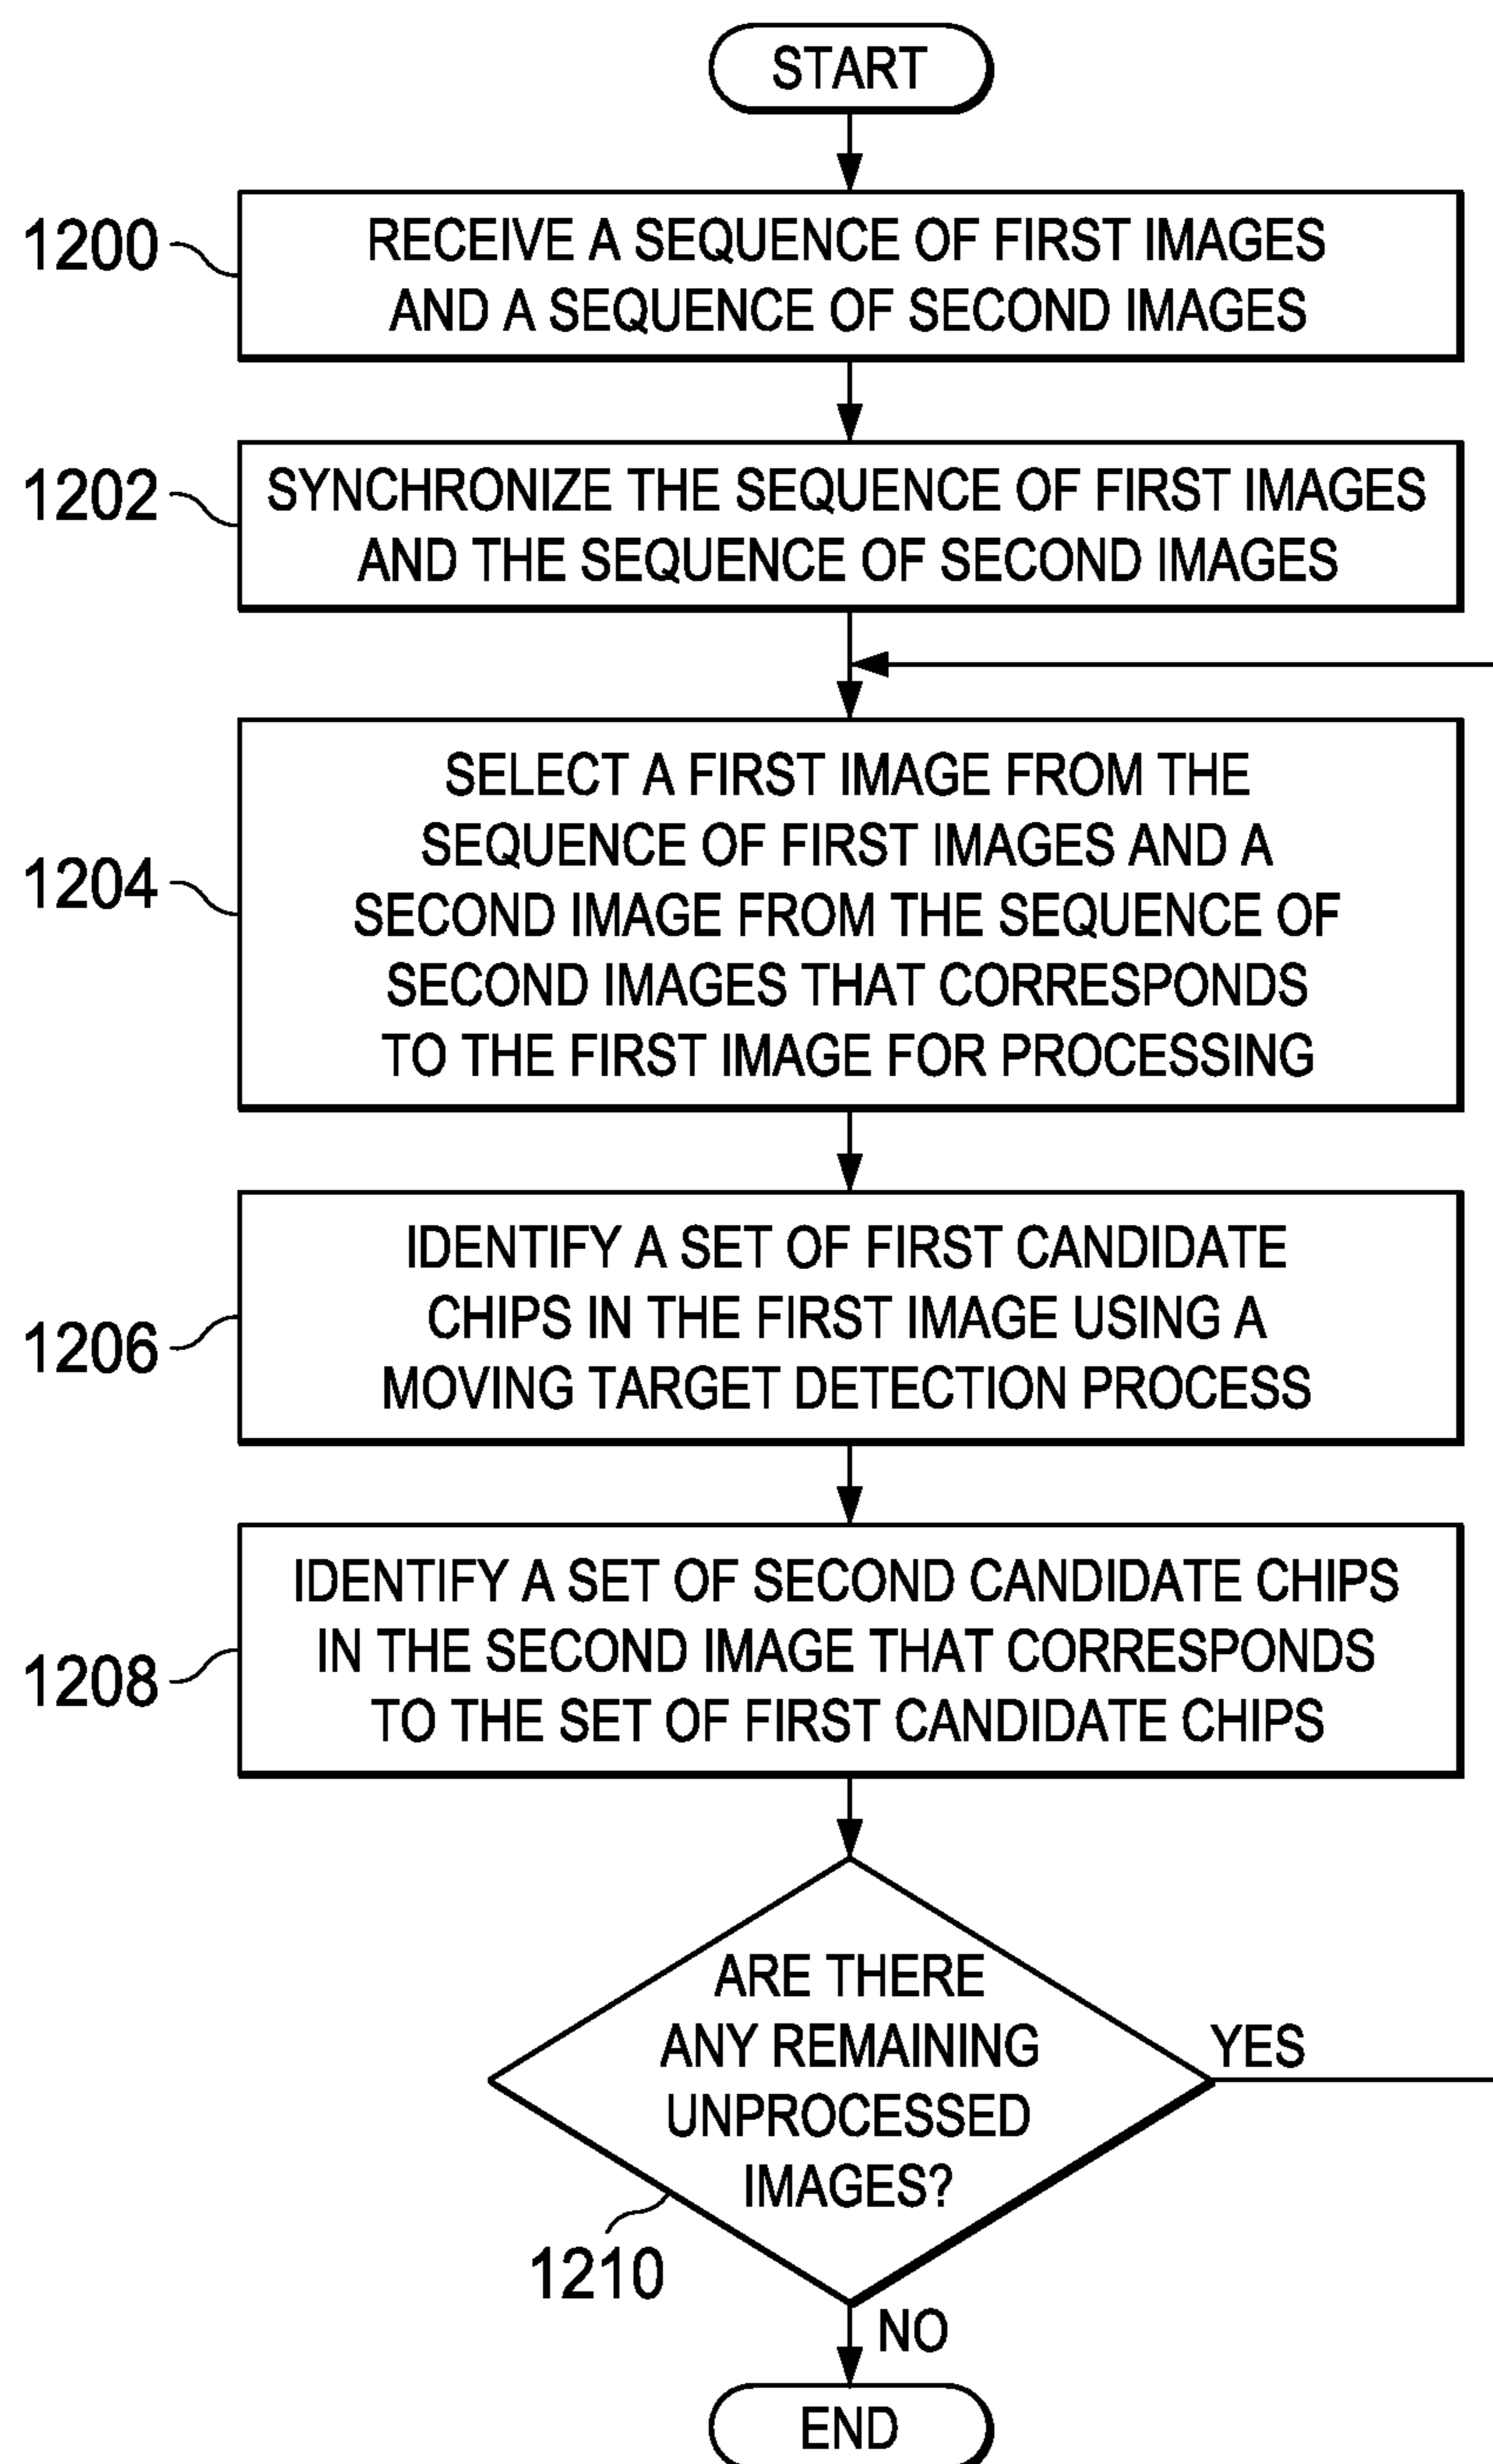 START
1200
RECEIVE A SEQUENCE OF FIRST IMAGES
AND A SEQUENCE OF SECOND IMAGES
1202
SYNCHRONIZE THE SEQUENCE OF FIRST IMAGES
AND THE SEQUENCE OF SECOND IMAGES
1204
SELECT A FIRST IMAGE FROM THE
SEQUENCE OF FIRST IMAGES AND A
SECOND IMAGE FROM THE SEQUENCE OF
SECOND IMAGES THAT CORRESPONDS
TO THE FIRST IMAGE FOR PROCESSING
1206
IDENTIFY A SET OF FIRST CANDIDATE
CHIPS IN THE FIRST IMAGE USING A
MOVING TARGET DETECTION PROCESS
1208
IDENTIFY A SET OF SECOND CANDIDATE CHIPS
IN THE SECOND IMAGE THAT CORRESPONDS
TO THE SET OF FIRST CANDIDATE CHIPS
ARE THERE
ANY REMAINING
UNPROCESSED
IMAGES?
YES
1210
NO
END